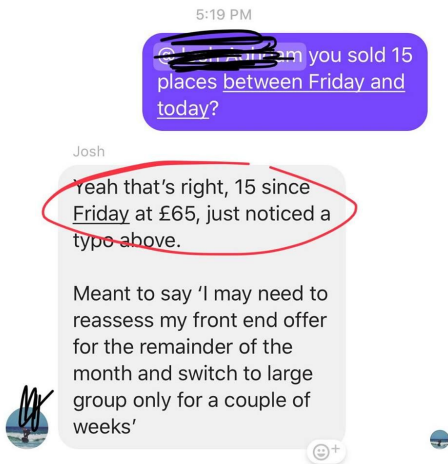 5:19 PM
you sold 15
places between Friday and
today?
Josh
Yeah that's right, 15 since
Friday at £65, just noticed a
typo above.
Meant to say 'I may need to
reassess my front end offer
for the remainder of the
month and switch to large
group only for a couple of
weeks'